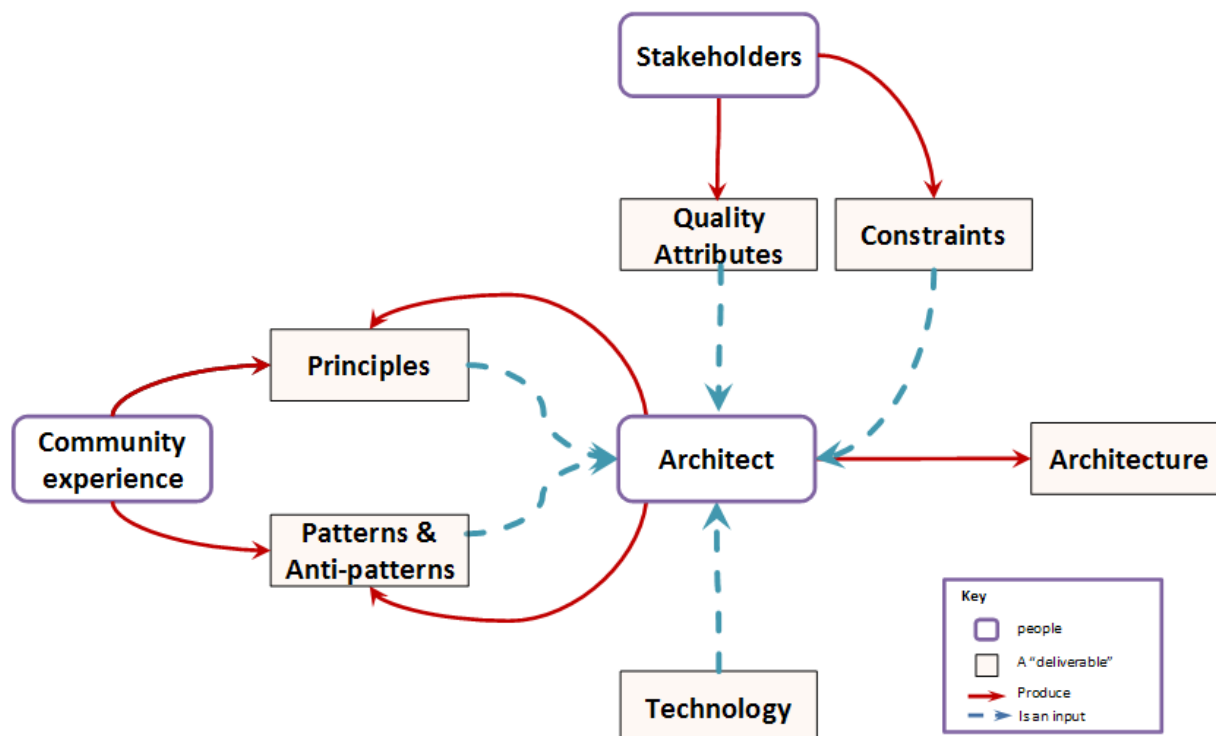 Stakeholders
Quality
Attributes
Constraints
Principles
Community
experience
Architect
Architecture
Patterns &
Anti-patterns
Technology
Key
people
A "deliverable"
Produce
Is an input